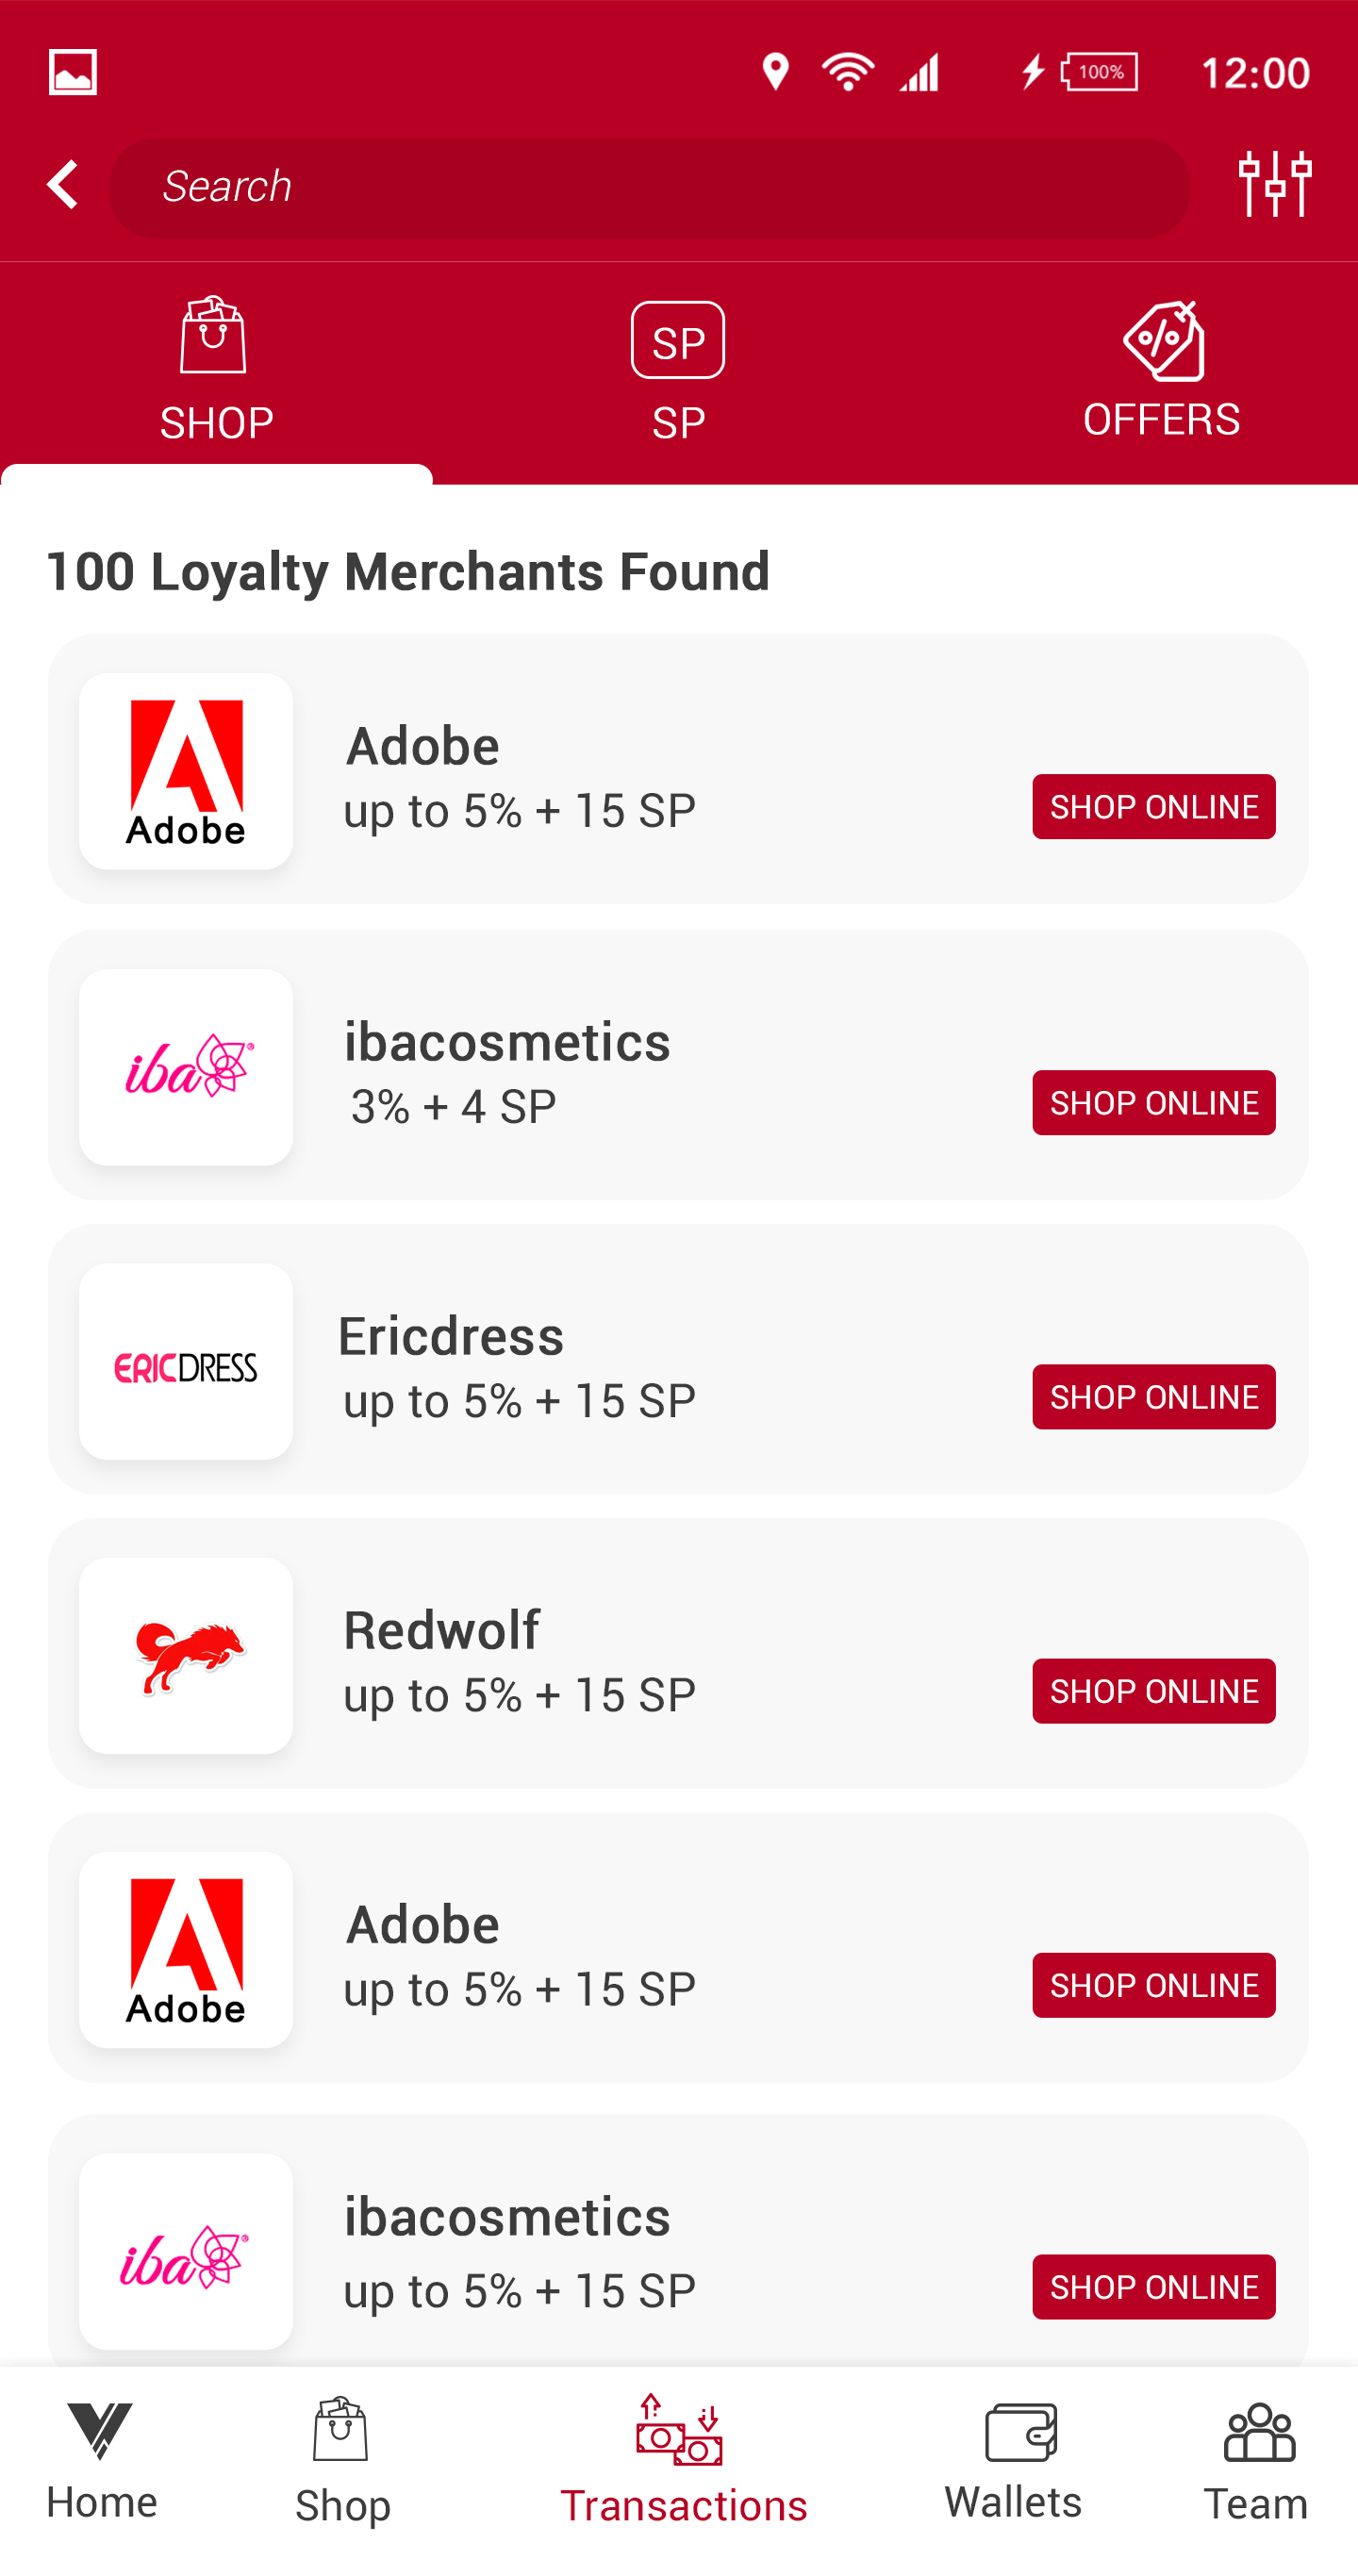 100% 12:00
Search
SP
SHOP SP OFFERS
100 Loyalty Merchants Found
Adobe
Adobe
up to 5% + 15 SP
SHOP ONLINE
iba®
ibacosmetics
3% + 4 SP
SHOP ONLINE
ERICDRESS
Ericdress
up to 5% + 15 SP
SHOP ONLINE
Redwolf
up to 5% + 15 SP
SHOP ONLINE
Adobe
Adobe
up to 5% + 15 SP
SHOP ONLINE
iba®
ibacosmetics
up to 5% + 15 SP
SHOP ONLINE
Home Shop Transactions Wallets Team